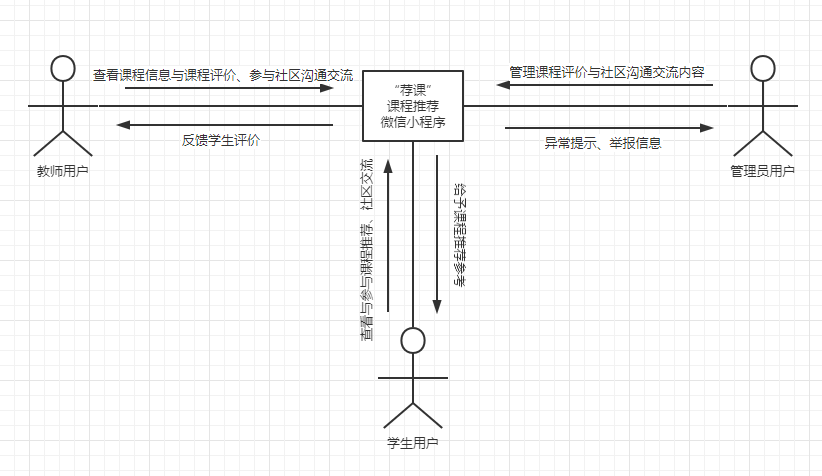 查看课程信息与课程评价、参与社区沟通交流
管理课程评价与社区沟通交流内容
“荐课”
课程推荐
微信小程序
反馈学生评价
异常提示、举报信息
教师用户
管理员用户
查看与参与课程推荐、社区交流
给予课程推荐参考
学生用户